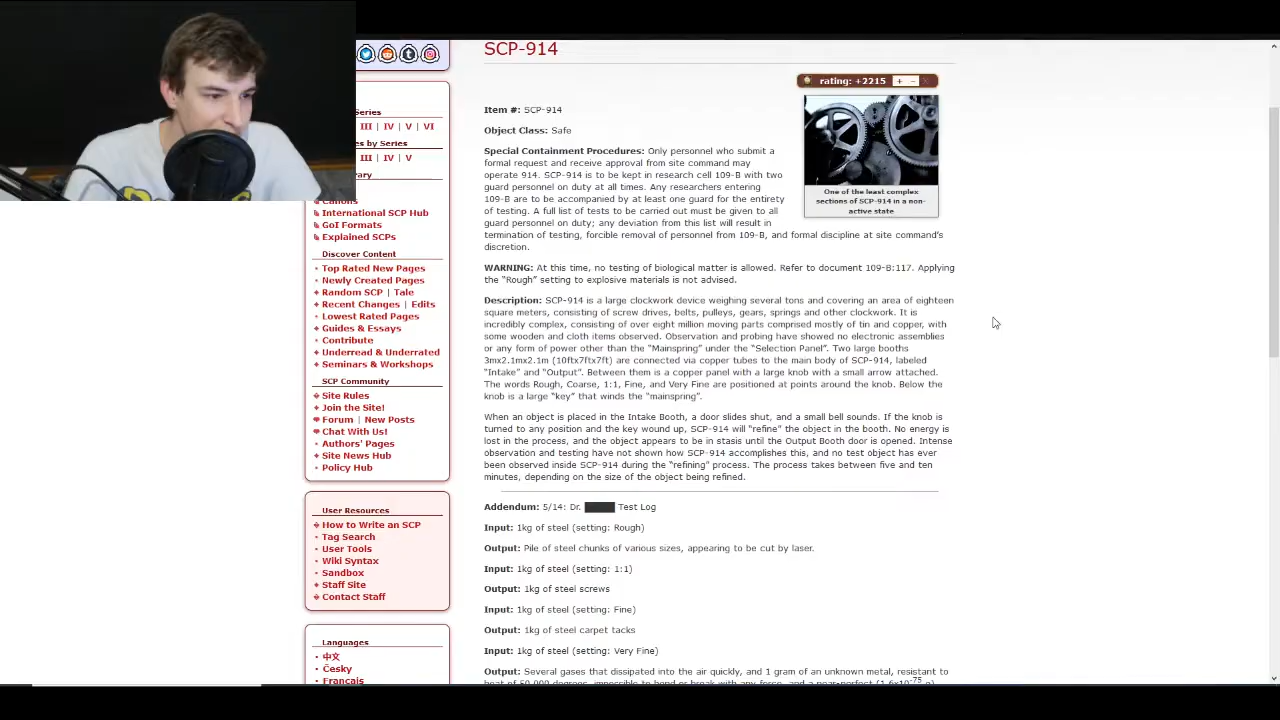 SCP-914
rating: +2215 + −
Item #: SCP-914
Object Class: Safe
Special Containment Procedures: Only personnel who submit a
formal request and receive approval from site command may
operate 914. SCP-914 is to be kept in research cell 109-B with two
guard personnel on duty at all times. Any researchers entering
109-B are to be accompanied by at least one guard for the entirety
of testing. A full list of tests to be carried out must be given to all
guard personnel on duty; any deviation from this list will result in
termination of testing, forcible removal of personnel from 109-B, and formal discipline at site command's
discretion.
One of the least complex
sections of SCP-914 in a non-
active state
WARNING: At this time, no testing of biological matter is allowed. Refer to document 109-B:117. Applying
the "Rough" setting to explosive materials is not advised.
Description: SCP-914 is a large clockwork device weighing several tons and covering an area of eighteen
square meters, consisting of screw drives, belts, pulleys, gears, springs and other clockwork. It is
incredibly complex, consisting of over eight million moving parts comprised mostly of tin and copper, with
some wooden and cloth items observed. Observation and probing have showed no electronic assemblies
or any form of power other than the "Mainspring" under the "Selection Panel". Two large booths
3mx2.1mx2.1m (10ftx7ftx7ft) are connected via copper tubes to the main body of SCP-914, labeled
"Intake" and "Output". Between them is a copper panel with a large knob with a small arrow attached.
The words Rough, Coarse, 1:1, Fine, and Very Fine are positioned at points around the knob. Below the
knob is a large "key" that winds the "mainspring".
When an object is placed in the Intake Booth, a door slides shut, and a small bell sounds. If the knob is
turned to any position and the key wound up, SCP-914 will "refine" the object in the booth. No energy is
lost in the process, and the object appears to be in stasis until the Output Booth door is opened. Intense
observation and testing have not shown how SCP-914 accomplishes this, and no test object has ever
been observed inside SCP-914 during the "refining" process. The process takes between five and ten
minutes, depending on the size of the object being refined.
Addendum: 5/14: Dr. Test Log
Input: 1kg of steel (setting: Rough)
Output: Pile of steel chunks of various sizes, appearing to be cut by laser.
Input: 1kg of steel (setting: 1:1)
Output: 1kg of steel screws
Input: 1kg of steel (setting: Fine)
Output: 1kg of steel carpet tacks
Input: 1kg of steel (setting: Very Fine)
Output: Several gases that dissipated into the air quickly, and 1 gram of an unknown metal, resistant to
heat of 50,000 degrees, impossible to bend or break with any force, and a near-perfect
Series
III | IV | V | VI
es by Series
III | IV | V
Canons
International SCP Hub
GoI Formats
Explained SCPs
Discover Content
Top Rated New Pages
Newly Created Pages
Random SCP | Tale
Recent Changes | Edits
Lowest Rated Pages
Guides & Essays
Contribute
Underread & Underrated
Seminars & Workshops
SCP Community
Site Rules
Join the Site!
Forum | New Posts
Chat With Us!
Authors' Pages
Site News Hub
Policy Hub
User Resources
How to Write an SCP
Tag Search
User Tools
Wiki Syntax
Sandbox
Staff Site
Contact Staff
Languages
中文
Česky
Français